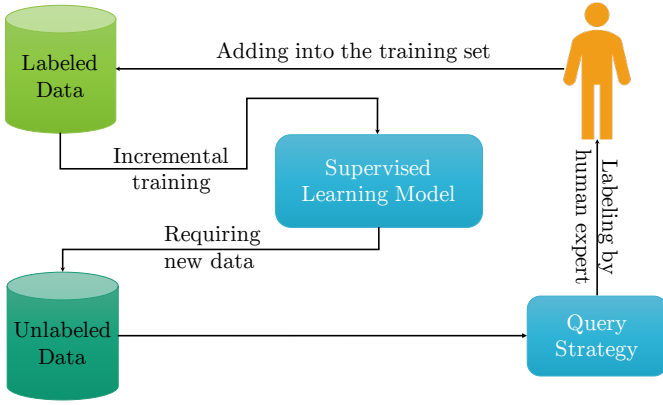 Adding into the training set
Labeled
Data
Incremental
training
Supervised
Learning Model
Labeling by
human expert
Requiring
new data
Unlabeled
Data
Query
Strategy